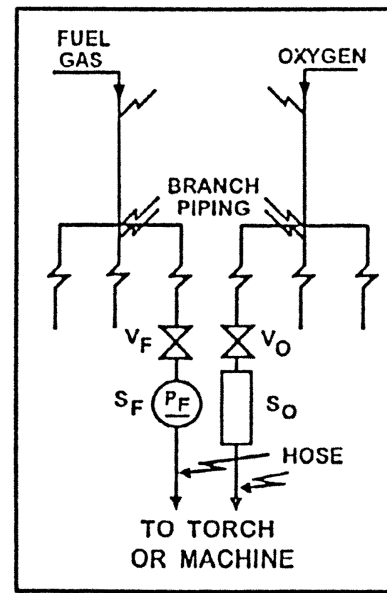 FUEL
GAS
OXYGEN
BRANCH
PIPING
VF
VO
SF
PF
SO
HOSE
TO TORCH
OR MACHINE